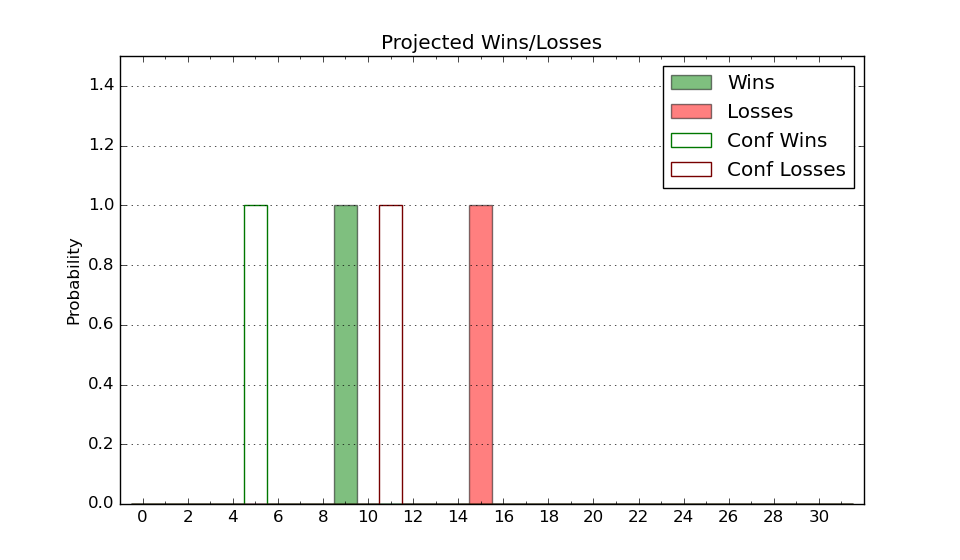 Projected Wins/Losses
Wins
Losses
Conf Wins
Conf Losses
Probability
1.4
1.2
1.0
0.8
0.6
0.4
0.2
0.0
0 2 4 6 8 10 12 14 16 18 20 22 24 26 28 30